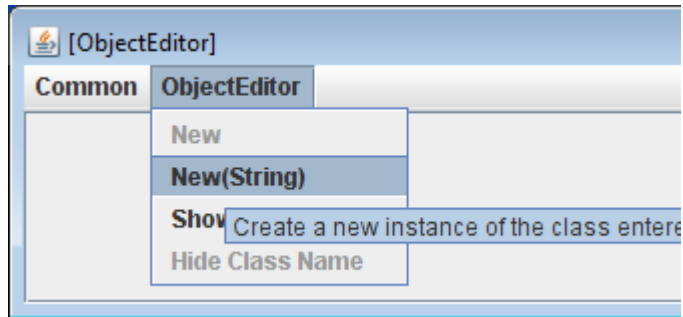 [ObjectEditor]
Common ObjectEditor
New
New(String)
Show
Create a new instance of the class entere
Hide Class Name